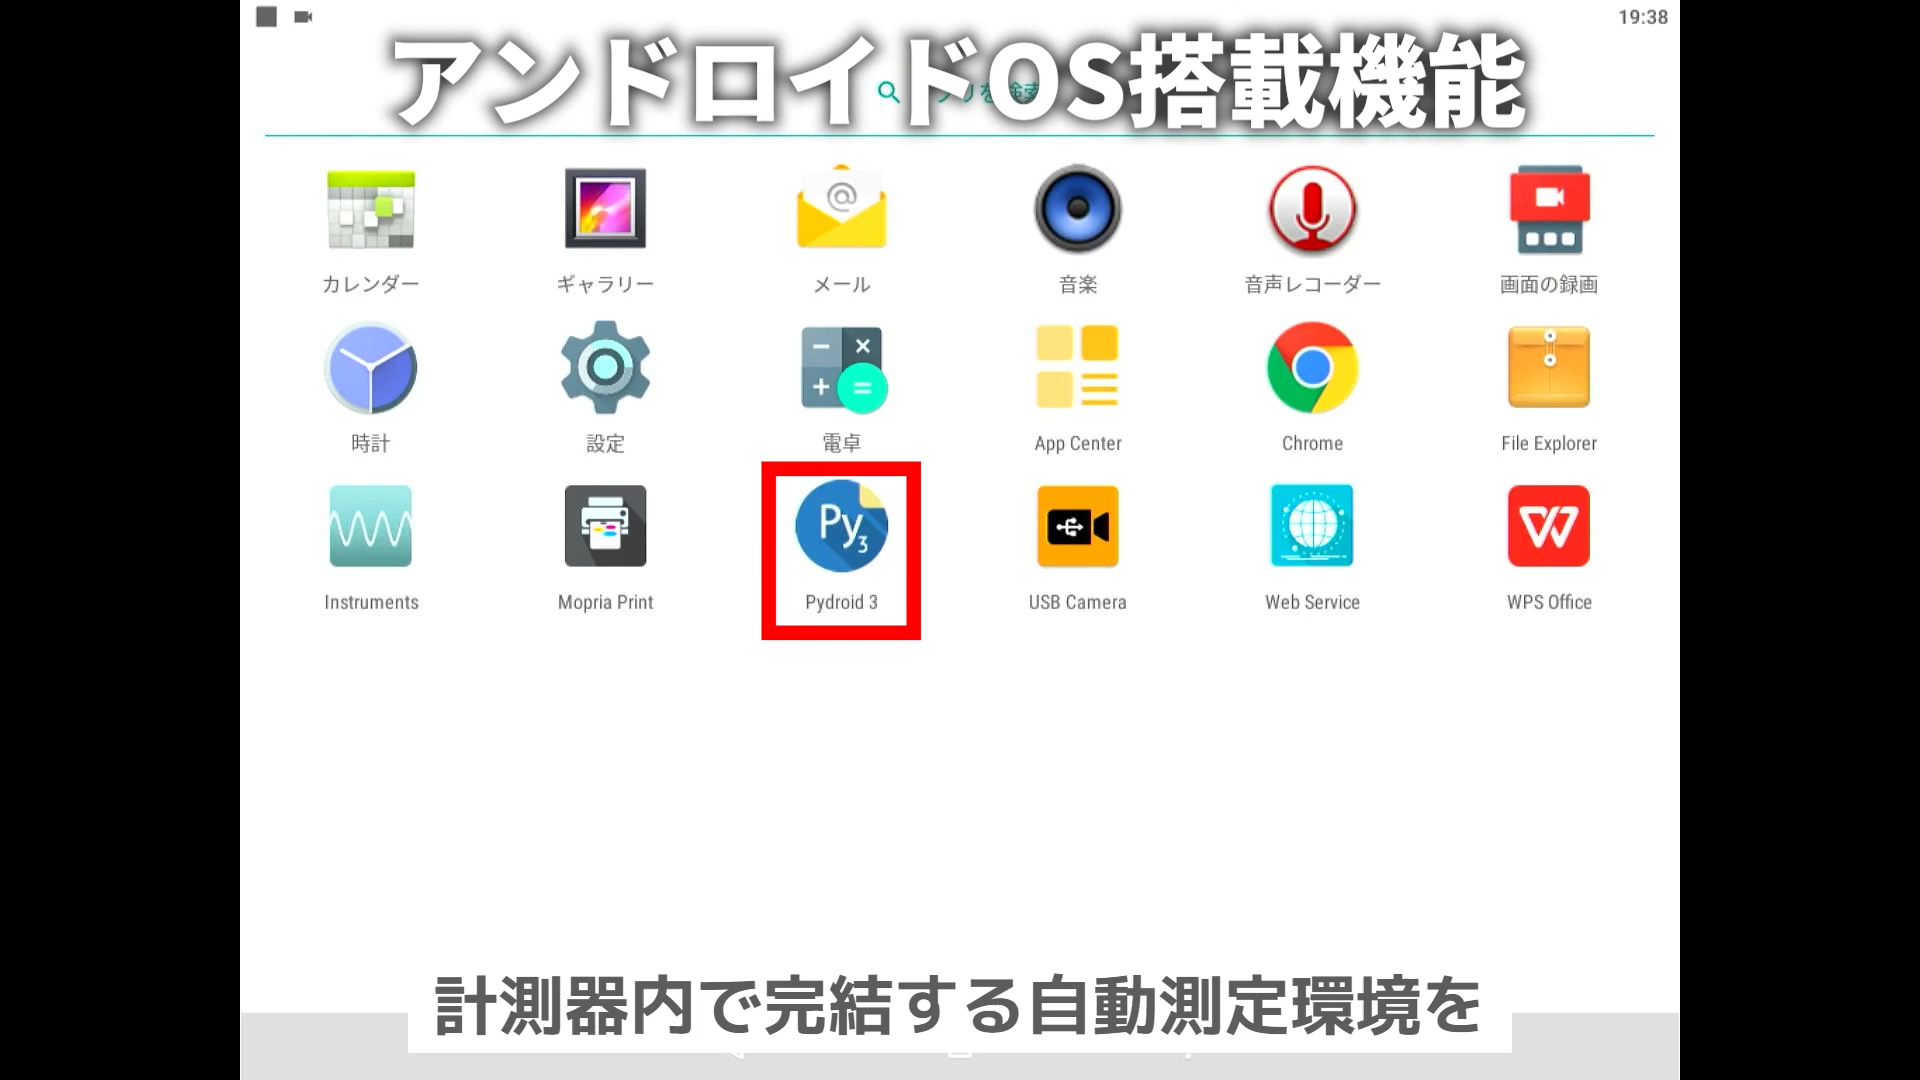 19:38
アンドロイドOS搭載機能
カレンダー
ギャラリー
メール
音楽
音声レコーダー
画面の録画
時計
設定
電卓
App Center
Chrome
File Explorer
Py3
Instruments
Mopria Print
Pydroid 3
USB Camera
Web Service
WPS Office
計測器内で完結する自動測定環境を